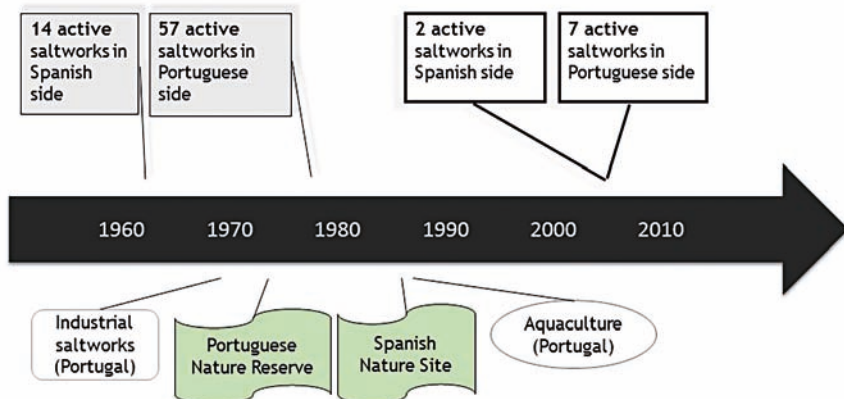 14 active
saltworks in
Spanish
side
57 active
saltworks in
Portuguese
side
2 active
saltworks in
Spanish side
7 active
saltworks in
Portuguese side
1960 1970 1980 1990 2000 2010
Industrial
saltworks
(Portugal)
Portuguese
Nature Reserve
Spanish
Nature Site
Aquaculture
(Portugal)